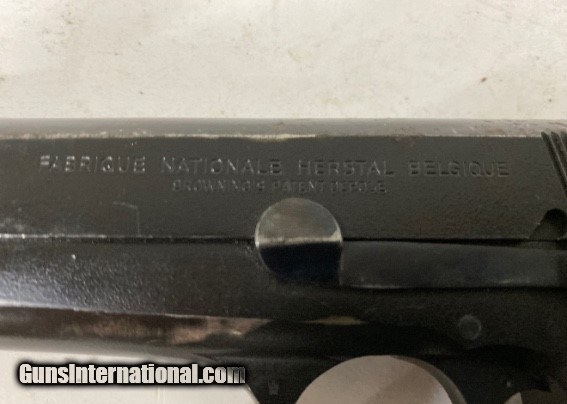 FABRIQUE NATIONALE HERSTAL BELGIQUE
BROWNING'S PATENT DEPOSE
GunsInternational.com